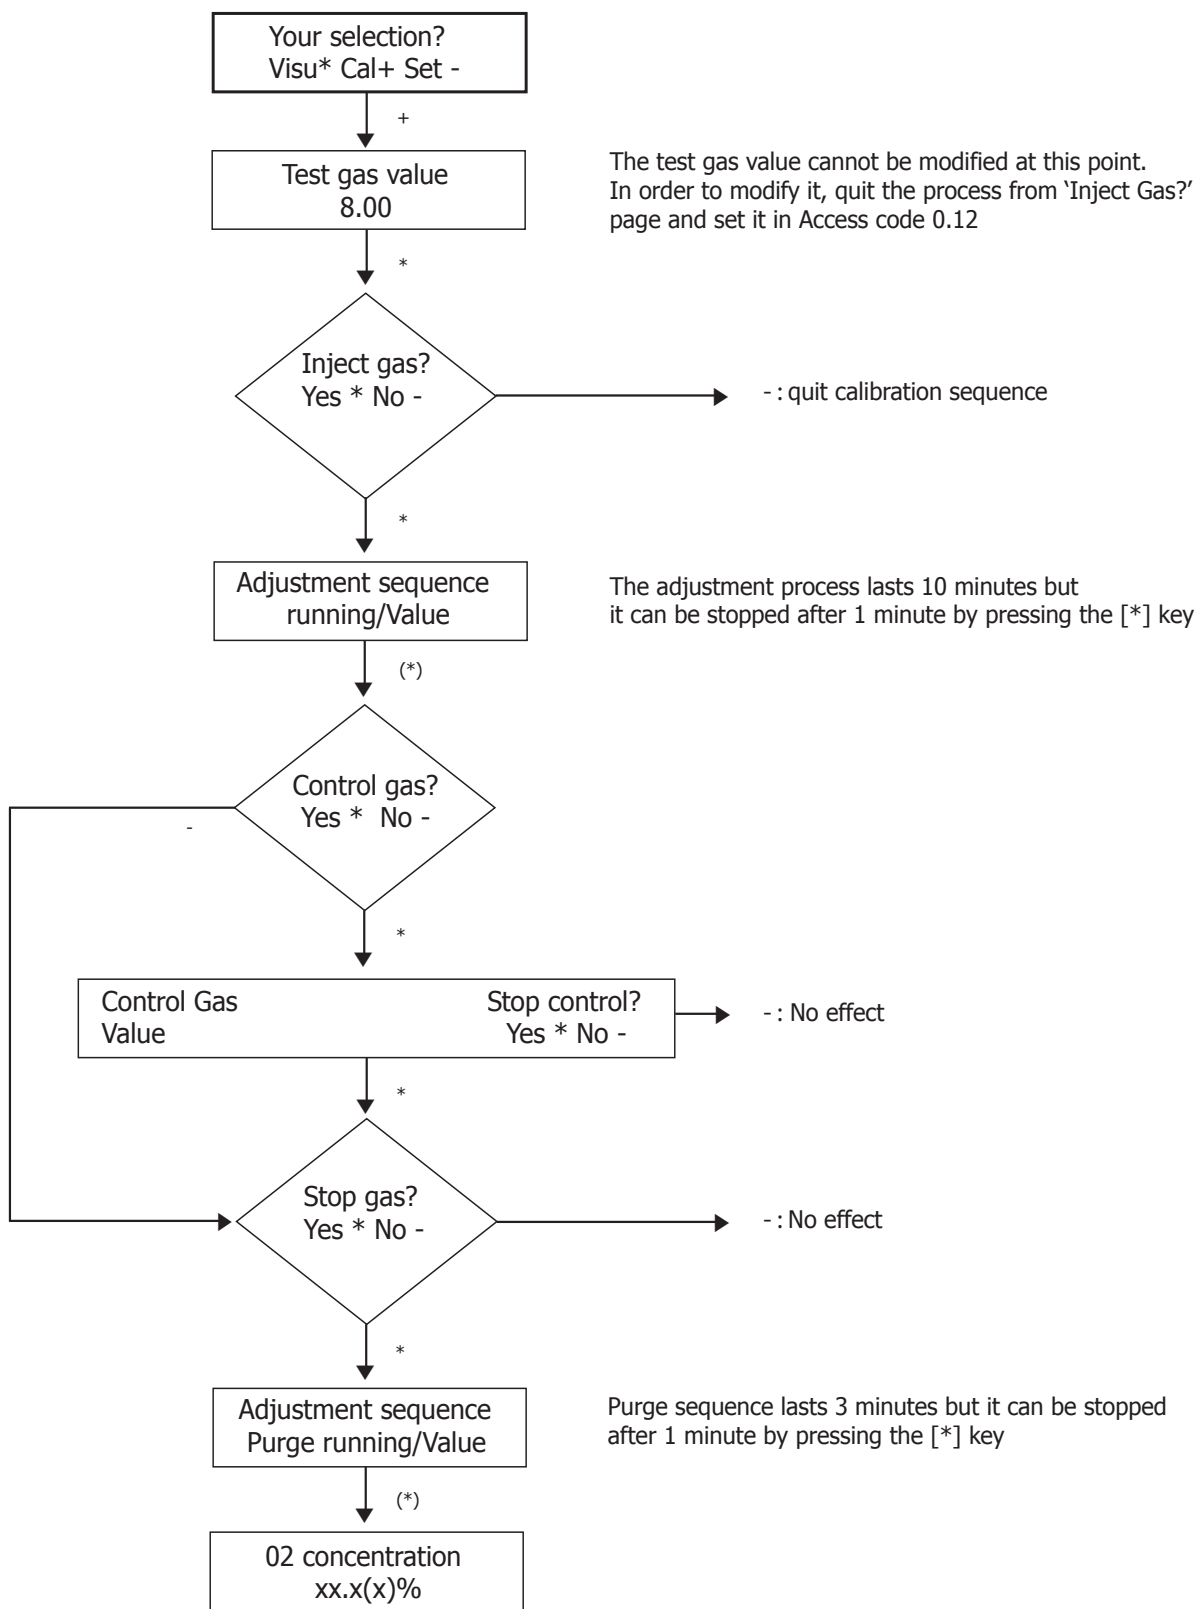 Your selection?
Visu* Cal+ Set -
+
Test gas value
8.00
The test gas value cannot be modified at this point.
In order to modify it, quit the process from ‘Inject Gas?’
page and set it in Access code 0.12
*
Inject gas?
Yes * No -
- : quit calibration sequence
*
Adjustment sequence
running/Value
The adjustment process lasts 10 minutes but
it can be stopped after 1 minute by pressing the [*] key
(*)
Control gas?
Yes * No -
-
*
Control Gas
Value
Stop control?
Yes * No -
- : No effect
*
Stop gas?
Yes * No -
- : No effect
*
Adjustment sequence
Purge running/Value
Purge sequence lasts 3 minutes but it can be stopped
after 1 minute by pressing the [*] key
(*)
02 concentration
xx.x(x)%